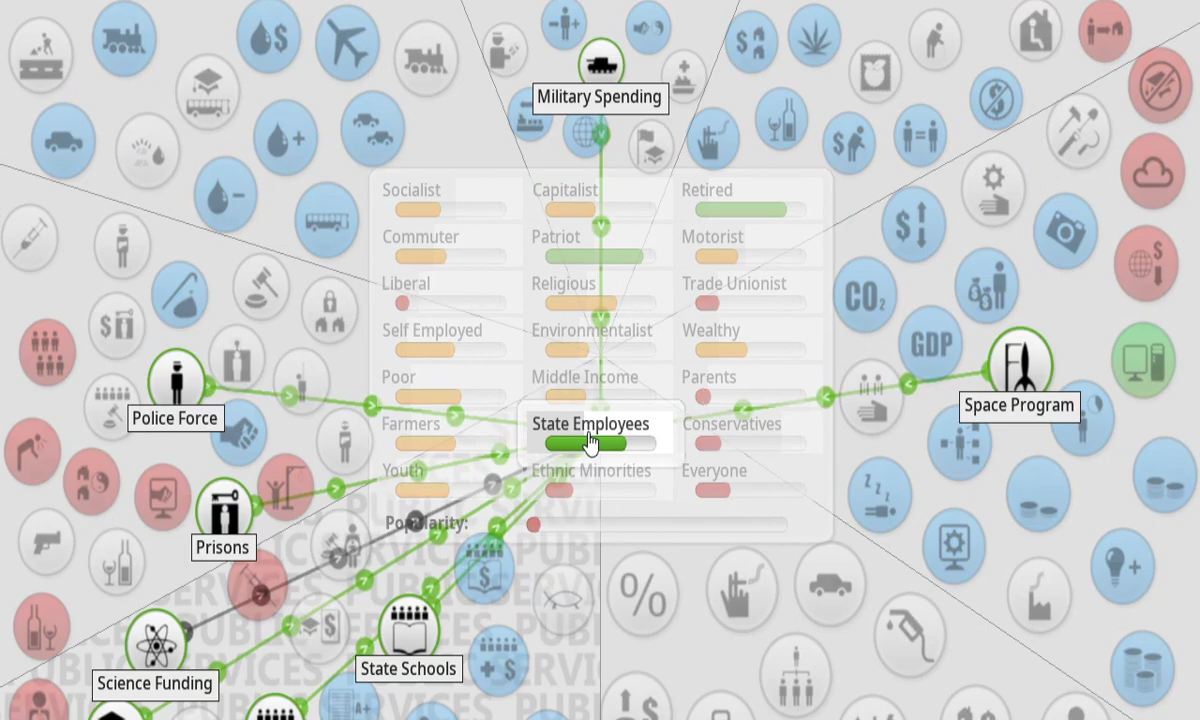 Military Spending
Socialist
Capitalist
Retired
Commuter
Patriot
Motorist
Liberal
Religious
Trade Unionist
Self Employed
Environmentalist
Wealthy
Poor
Middle Income
Parents
Farmers
State Employees
Conservatives
Youth
Ethnic Minorities
Everyone
Popularity:
Police Force
Prisons
Science Funding
State Schools
Space Program
CO2
GDP
$
$
%
A+
PUBLIC SERVICES